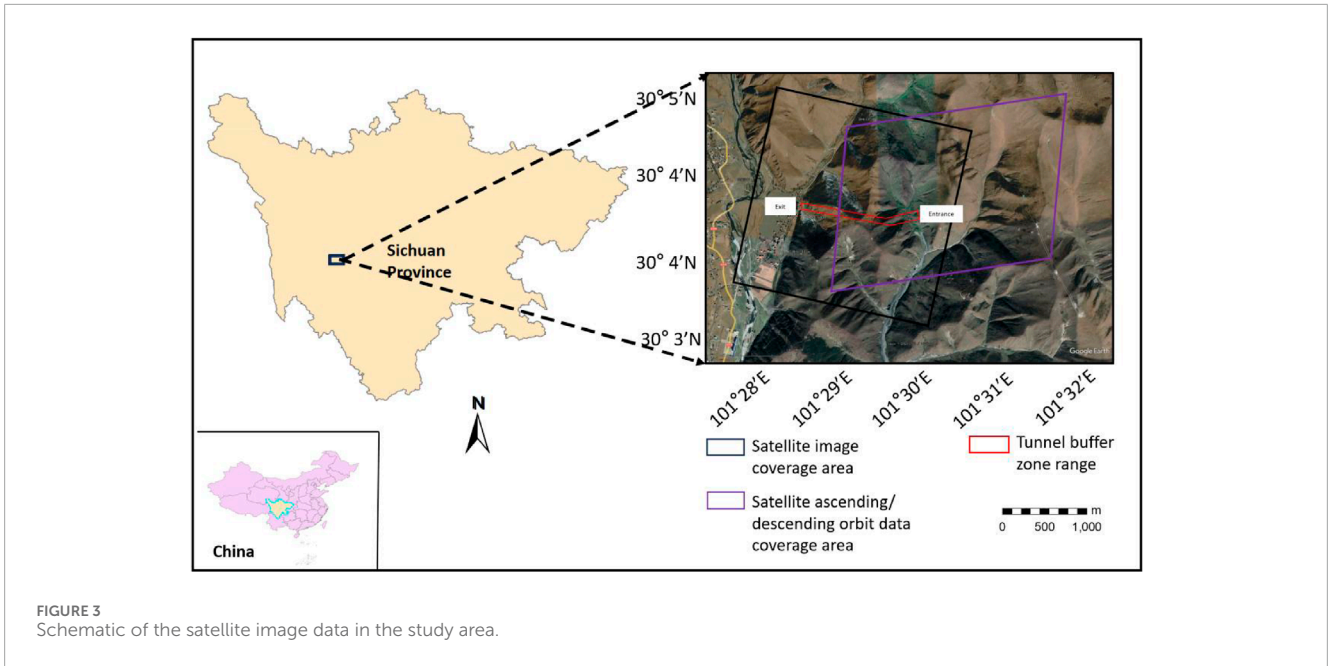 30° 5′N
30° 4′N
30° 4′N
30° 3′N
Exit
Entrance
Google Earth
Sichuan
Province
101°28′E
101°29′E
101°30′E
101°31′E
101°32′E
N
China
Satellite image
coverage area
Satellite ascending/
descending orbit data
coverage area
Tunnel buffer
zone range
m
0 500 1,000
FIGURE 3
Schematic of the satellite image data in the study area.